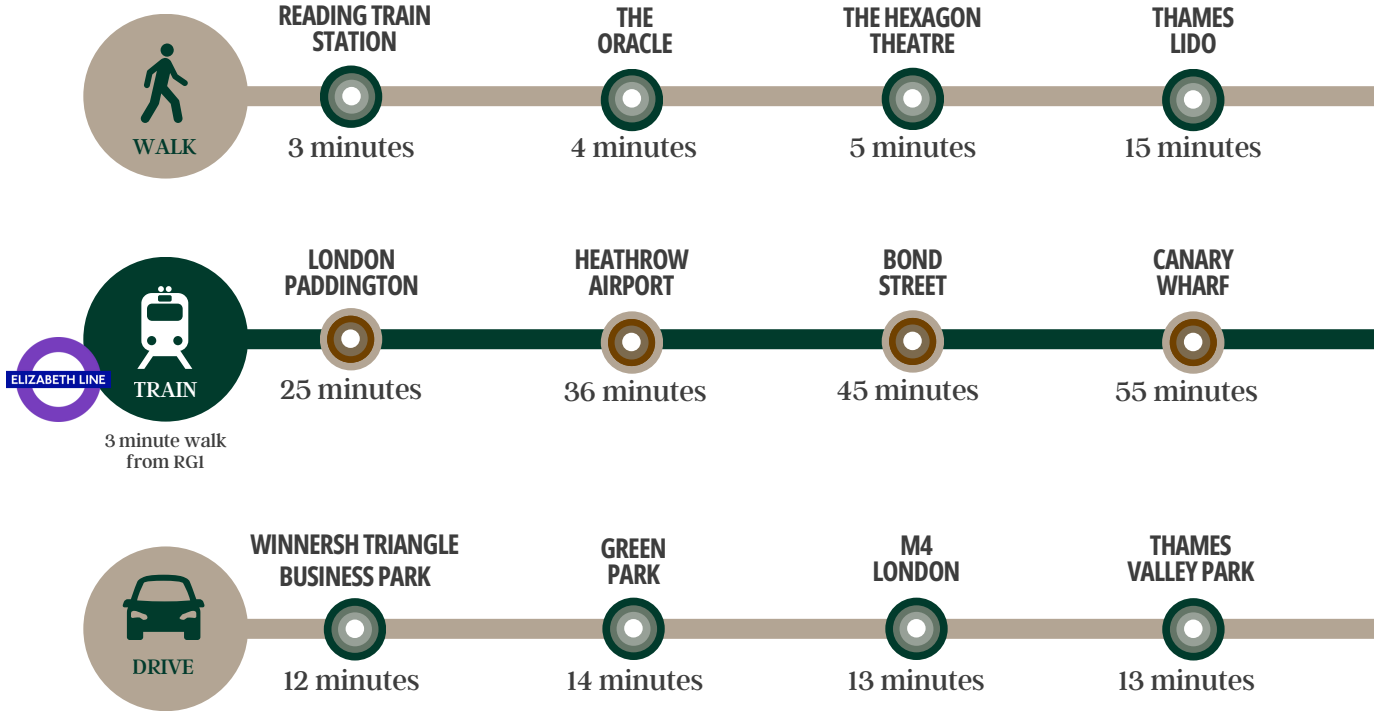 READING TRAIN
STATION
THE
ORACLE
THE HEXAGON
THEATRE
THAMES
LIDO
WALK
3 minutes
4 minutes
5 minutes
15 minutes
LONDON
PADDINGTON
HEATHROW
AIRPORT
BOND
STREET
CANARY
WHARF
ELIZABETH LINE
TRAIN
25 minutes
36 minutes
45 minutes
55 minutes
3 minute walk
from RG1
WINNERSH TRIANGLE
BUSINESS PARK
GREEN
PARK
M4
LONDON
THAMES
VALLEY PARK
DRIVE
12 minutes
14 minutes
13 minutes
13 minutes